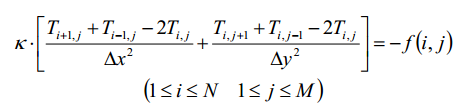 κ·[ (T_{i+1,j} + T_{i−1,j} − 2T_{i,j}) / Δx² + (T_{i,j+1} + T_{i,j−1} − 2T_{i,j}) / Δy² ] = −f(i, j)
(1 ≤ i ≤ N 1 ≤ j ≤ M)